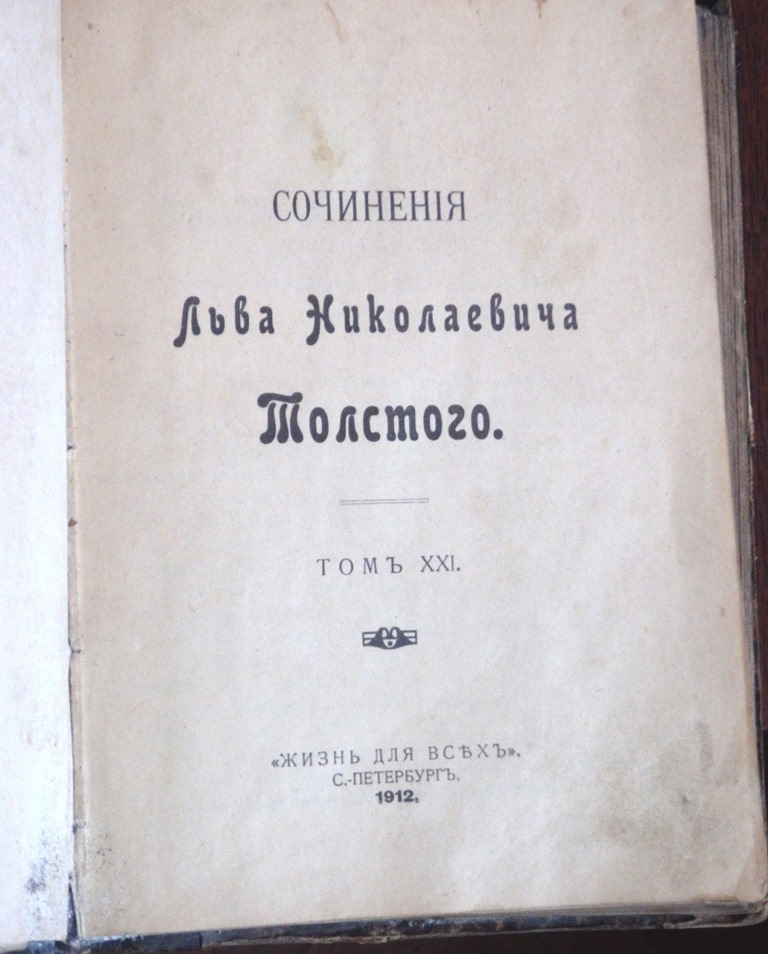 СОЧИНЕНІЯ
Льва Николаевича
Толстого.
ТОМЪ XXI.
«ЖИЗНЬ ДЛЯ ВСѢХЪ».
С.-ПЕТЕРБУРГЪ,
1912,